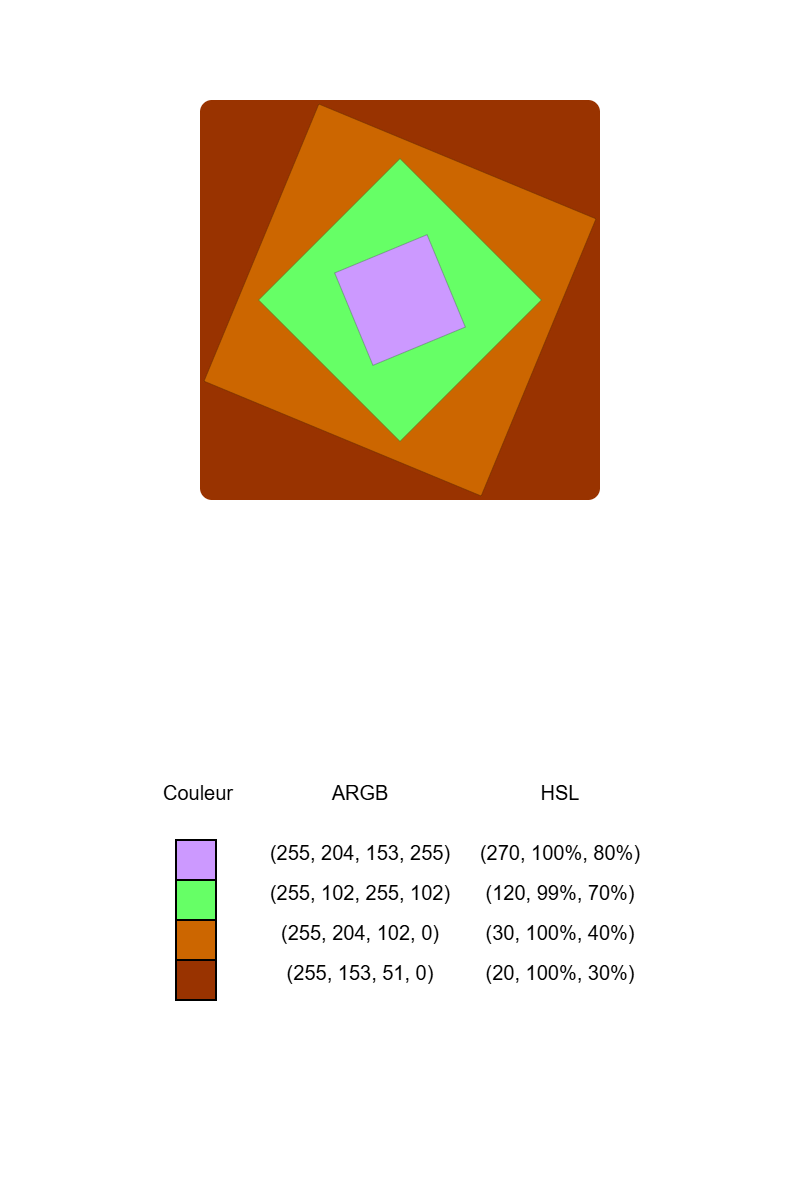 Couleur ARGB HSL
(255, 204, 153, 255) (270, 100%, 80%)
(255, 102, 255, 102) (120, 99%, 70%)
(255, 204, 102, 0) (30, 100%, 40%)
(255, 153, 51, 0) (20, 100%, 30%)